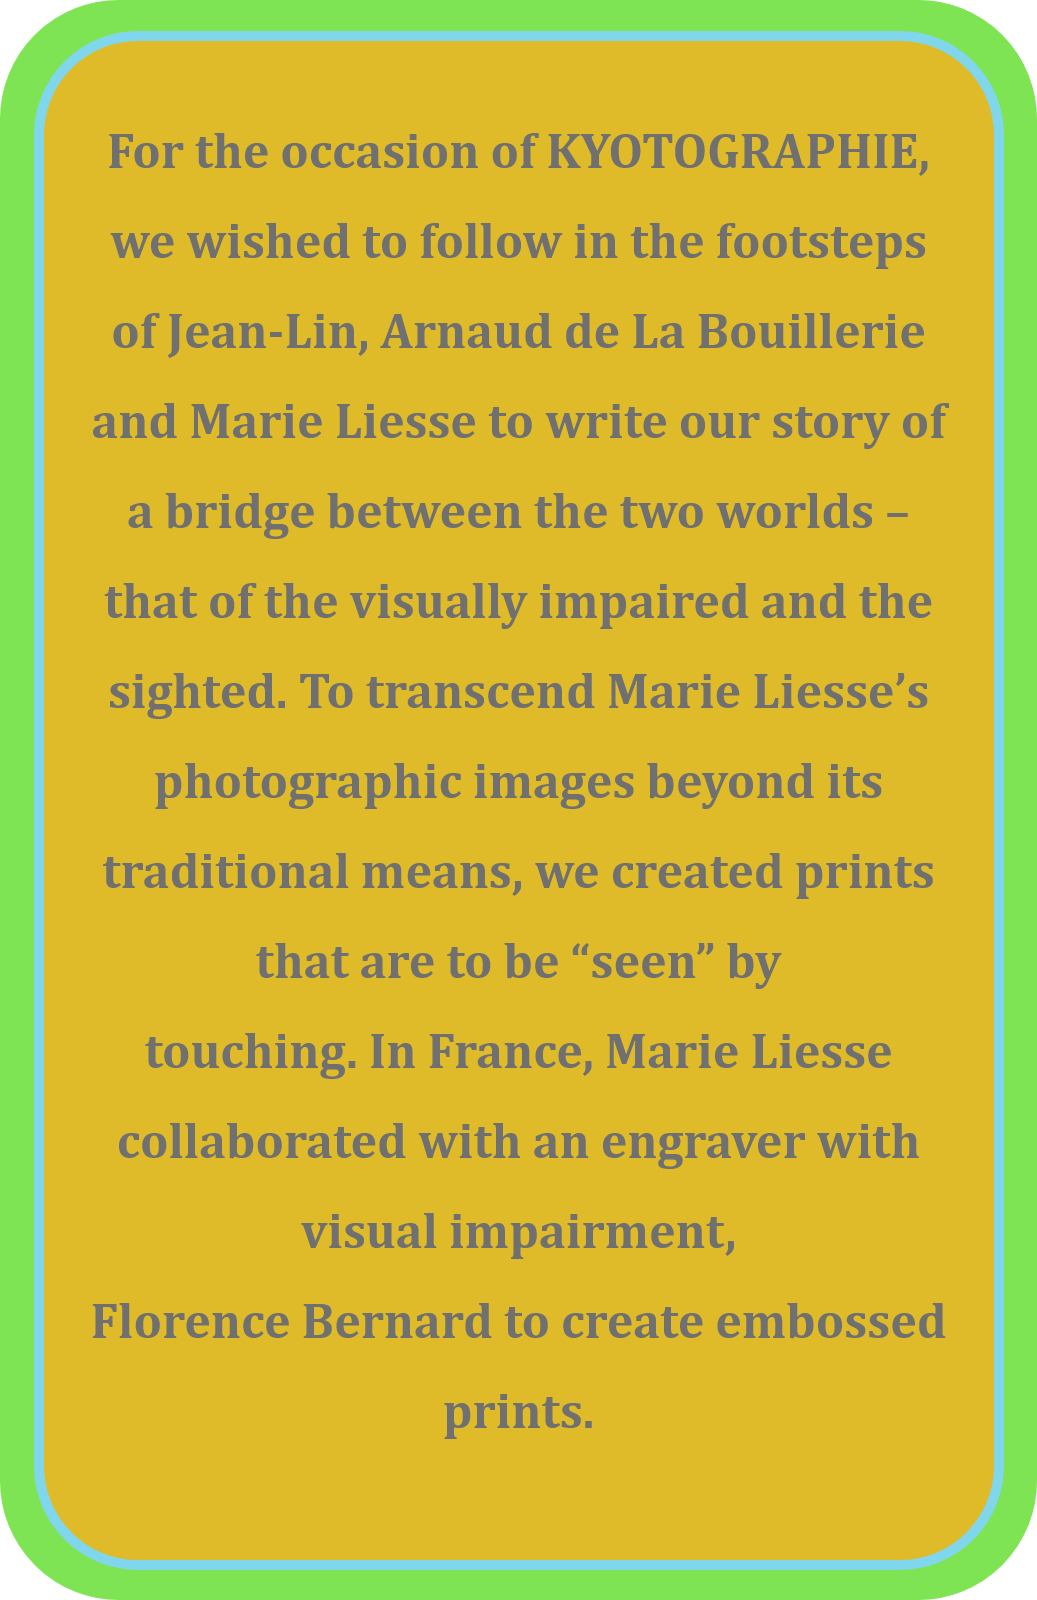 For the occasion of KYOTOGRAPHIE,
we wished to follow in the footsteps
of Jean-Lin, Arnaud de La Bouillerie
and Marie Liesse to write our story of
a bridge between the two worlds –
that of the visually impaired and the
sighted. To transcend Marie Liesse’s
photographic images beyond its
traditional means, we created prints
that are to be “seen” by
touching. In France, Marie Liesse
collaborated with an engraver with
visual impairment,
Florence Bernard to create embossed
prints.